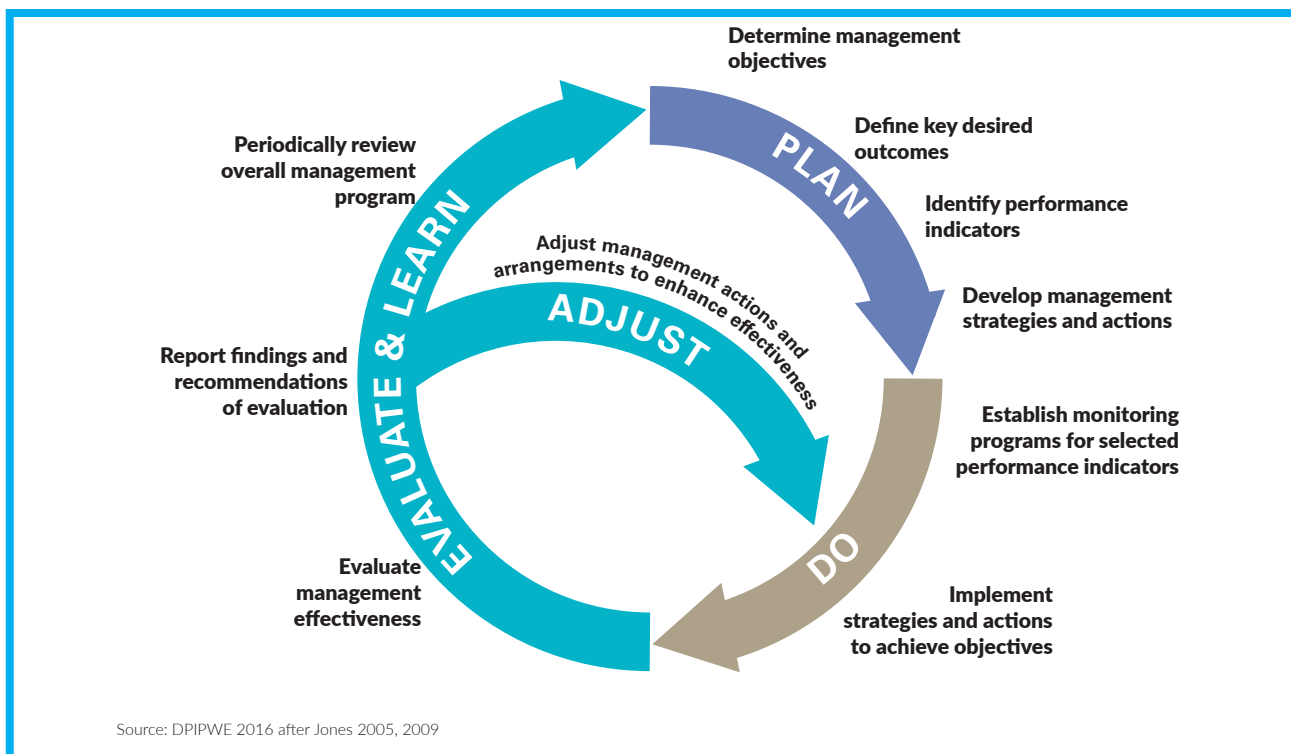 Determine management
objectives
PLAN
Define key desired
outcomes
Identify performance
indicators
Develop management
strategies and actions
Establish monitoring
programs for selected
performance indicators
DO
Implement
strategies and actions
to achieve objectives
EVALUATE & LEARN
Evaluate
management
effectiveness
Report findings and
recommendations
of evaluation
Periodically review
overall management
program
Adjust management actions and
arrangements to enhance effectiveness
ADJUST
Source: DPIPWE 2016 after Jones 2005, 2009